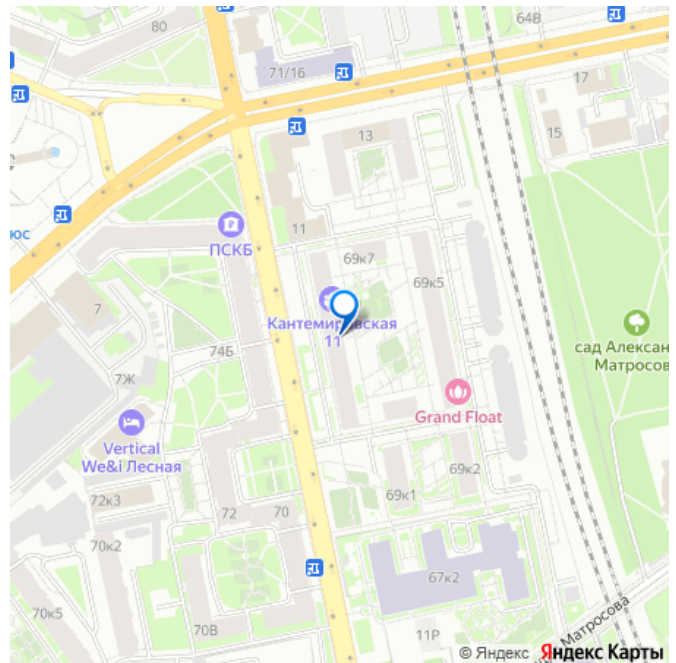 80
64В
71/16
17
15
13
11
юс
ПСКБ
69к7
69к5
7
Кантемировская
11
сад Алексан
Матросов
74Б
7Ж
Grand Float
Vertical
We&i Лесная
69к2
72к3
69к1
72
70
70к2
67к2
70к5
70В
11Р
Матросова
© Яндекс Яндекс Карты